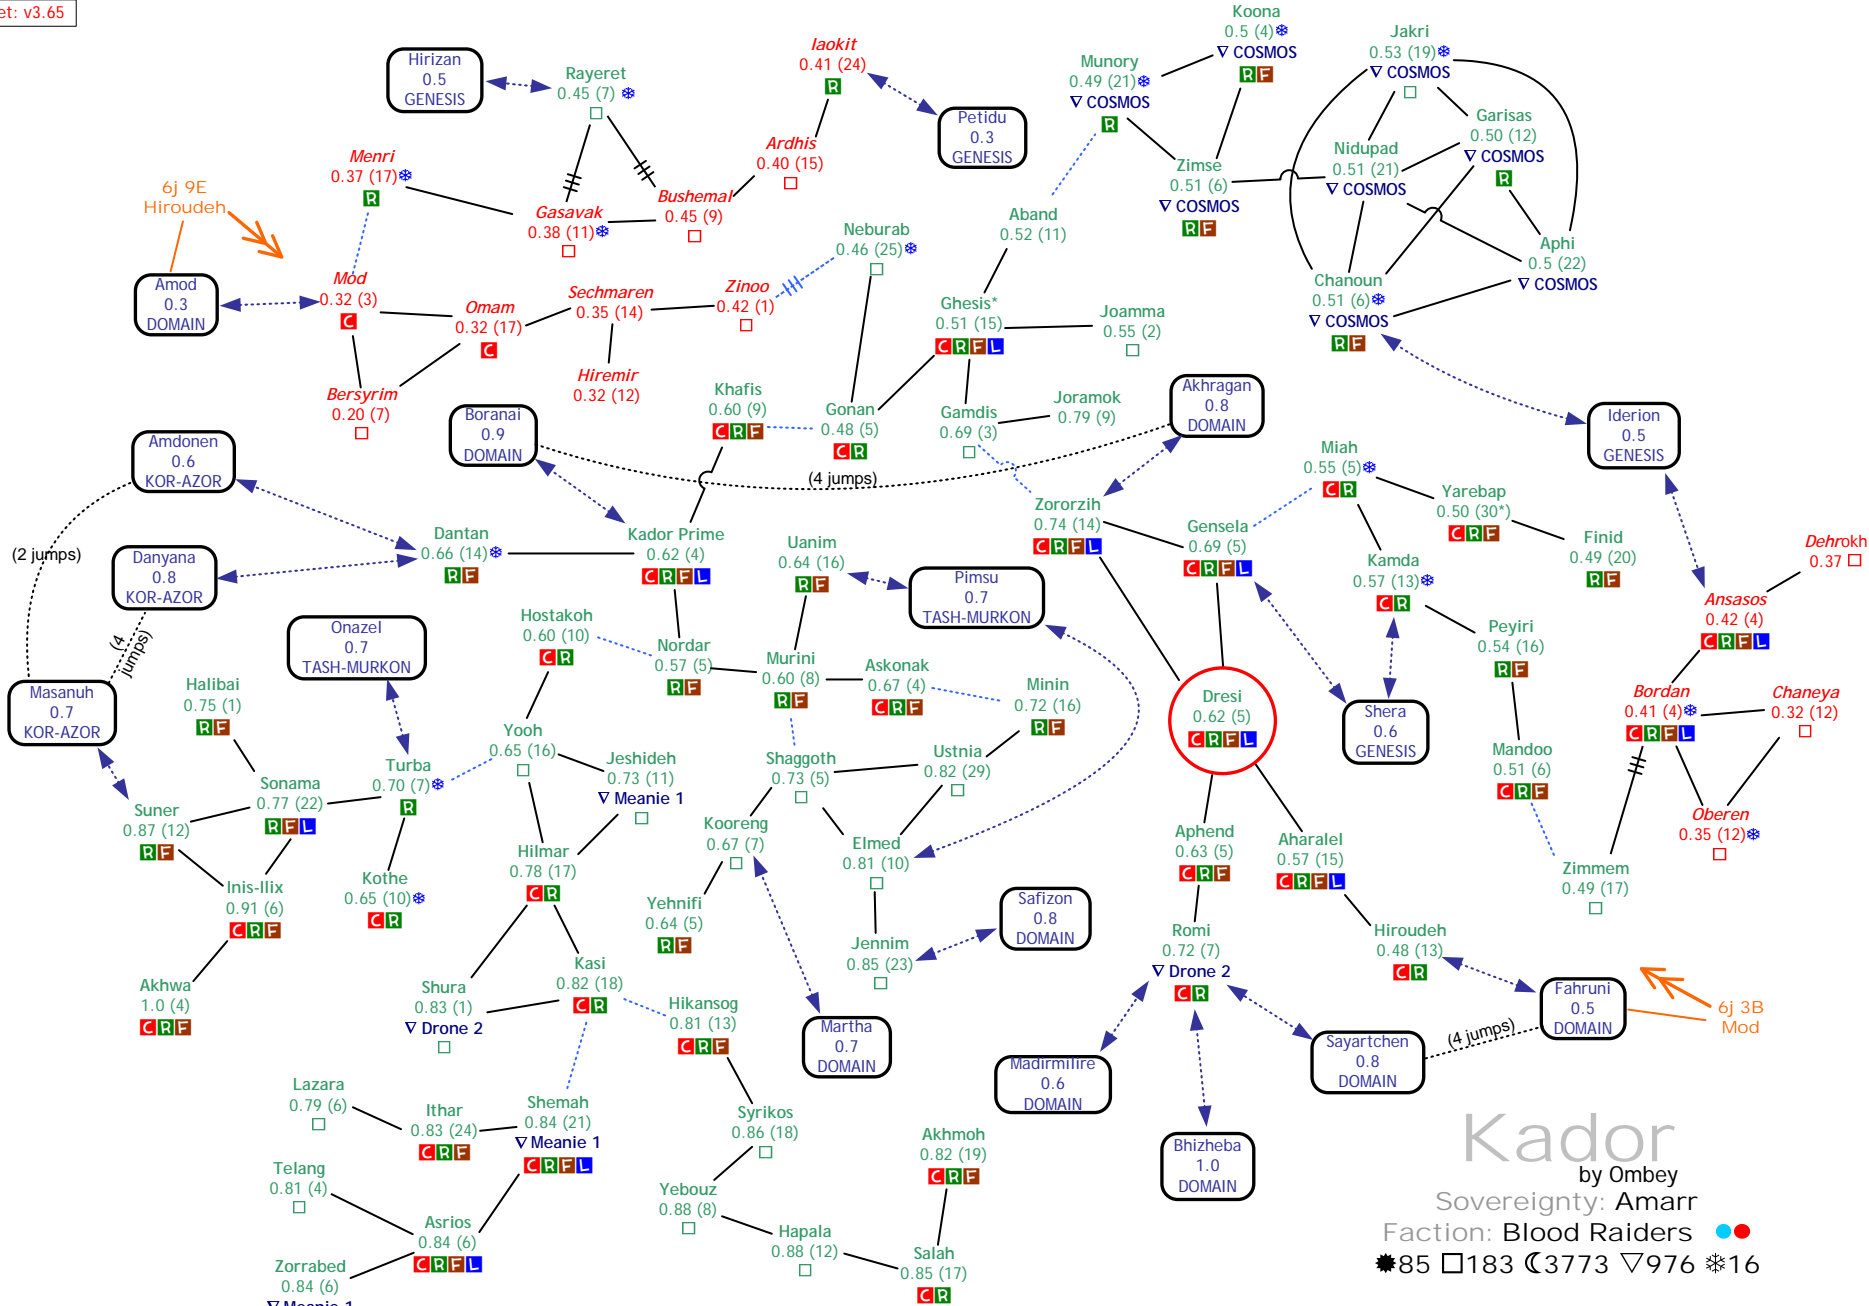 et: v3.65
Koona
0.5 (4)
∇ COSMOS
R F
Jakri
0.53 (19)
∇ COSMOS
Iaokit
0.41 (24)
R
Munory
0.49 (21)
∇ COSMOS
R
Hirizan
0.5
GENESIS
Rayeret
0.45 (7)
Petidu
0.3
GENESIS
Garisas
0.50 (12)
∇ COSMOS
R
Ardhis
0.40 (15)
Nidupad
0.51 (21)
∇ COSMOS
Zimse
0.51 (6)
∇ COSMOS
R F
Menri
0.37 (17)
R
6j 9E
Hiroudeh
Gasavak
0.38 (11)
Bushemal
0.45 (9)
Neburab
0.46 (25)
Aband
0.52 (11)
Aphi
0.5 (22)
∇ COSMOS
Amod
0.3
DOMAIN
Mod
0.32 (3)
C
Omam
0.32 (17)
C
Sechmaren
0.35 (14)
Zinoo
0.42 (1)
Ghesis*
0.51 (15)
C R F L
Joamma
0.55 (2)
Chanoun
0.51 (6)
∇ COSMOS
R F
Bersyrim
0.20 (7)
Hiremir
0.32 (12)
Khafis
0.60 (9)
C R F
Gonan
0.48 (5)
C R
Gamdis
0.69 (3)
Joramok
0.79 (9)
Akhragan
0.8
DOMAIN
Iderion
0.5
GENESIS
Amdonen
0.6
KOR-AZOR
Boranai
0.9
DOMAIN
(4 jumps)
Miah
0.55 (5)
C R
Yarebap
0.50 (30*)
C R F
Finid
0.49 (20)
R F
(2 jumps)
Danyana
0.8
KOR-AZOR
Dantan
0.66 (14)
R F
Kador Prime
0.62 (4)
C R F L
Uanim
0.64 (16)
R F
Pimsu
0.7
TASH-MURKON
Zororzih
0.74 (14)
C R F L
Gensela
0.69 (5)
C R F L
Kamda
0.57 (13)
C R
Dehrokh
0.37
Ansasos
0.42 (4)
C R F L
(4
jumps)
Onazel
0.7
TASH-MURKON
Hostakoh
0.60 (10)
C R
Nordar
0.57 (5)
R F
Murini
0.60 (8)
R F
Askonak
0.67 (4)
C R F
Minin
0.72 (16)
R F
Peyiri
0.54 (16)
R F
Masanuh
0.7
KOR-AZOR
Halibai
0.75 (1)
R F
Dresi
0.62 (5)
C R F L
Shera
0.6
GENESIS
Bordan
0.41 (4)
C R F L
Chaneya
0.32 (12)
Yooh
0.65 (16)
Jeshideh
0.73 (11)
∇ Meanie 1
Turba
0.70 (7)
R
Shaggoth
0.73 (5)
Ustnia
0.82 (29)
Mandoo
0.51 (6)
C R F
Suner
0.87 (12)
R F
Sonama
0.77 (22)
R F L
Kooreng
0.67 (7)
Elmed
0.81 (10)
Aphend
0.63 (5)
C R F
Aharalel
0.57 (15)
C R F L
Oberen
0.35 (12)
Hilmar
0.78 (17)
C R
Zimmem
0.49 (17)
Inis-Ilix
0.91 (6)
C R F
Kothe
0.65 (10)
C R
Yehnifi
0.64 (5)
R F
Safizon
0.8
DOMAIN
Jennim
0.85 (23)
Romi
0.72 (7)
∇ Drone 2
C R
Hiroudeh
0.48 (13)
C R
Akhwa
1.0 (4)
C R F
Shura
0.83 (1)
∇ Drone 2
Kasi
0.82 (18)
C R
Hikansog
0.81 (13)
C R F
Martha
0.7
DOMAIN
Fahruni
0.5
DOMAIN
6j 3B
Mod
(4 jumps)
Sayartchen
0.8
DOMAIN
Madirmilire
0.6
DOMAIN
Lazara
0.79 (6)
Ithar
0.83 (24)
C R F
Shemah
0.84 (21)
∇ Meanie 1
C R F L
Syrikos
0.86 (18)
Akhmoh
0.82 (19)
C R F
Bhizheba
1.0
DOMAIN
Telang
0.81 (4)
Yebouz
0.88 (8)
Asrios
0.84 (6)
C R F L
Hapala
0.88 (12)
Salah
0.85 (17)
C R
Zorrabed
0.84 (6)
∇ Meanie 1
Kador
by Ombey
Sovereignty: Amarr
Faction: Blood Raiders
85 183 3773 ∇976 16